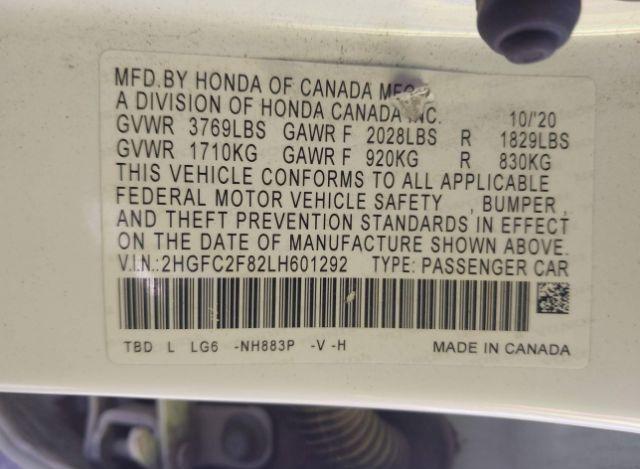 MFD.BY HONDA OF CANADA MFG.
A DIVISION OF HONDA CANADA INC. 10/'20
GVWR 3769LBS GAWR F 2028LBS R 1829LBS
GVWR 1710KG GAWR F 920KG R 830KG
THIS VEHICLE CONFORMS TO ALL APPLICABLE
FEDERAL MOTOR VEHICLE SAFETY , BUMPER ,
AND THEFT PREVENTION STANDARDS IN EFFECT
ON THE DATE OF MANUFACTURE SHOWN ABOVE.
V.I.N.:2HGFC2F82LH601292 TYPE: PASSENGER CAR
TBD L LG6 -NH883P -V -H MADE IN CANADA